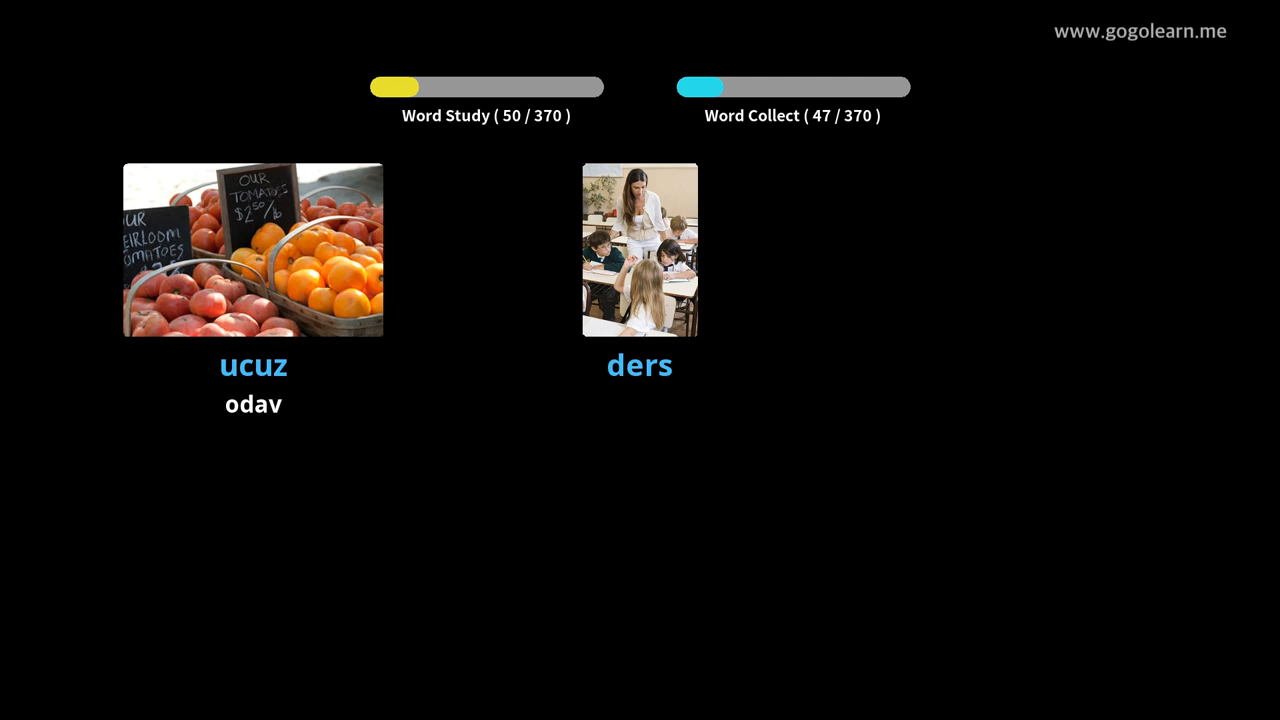 www.gogolearn.me
Word Study ( 50 / 370 )
Word Collect ( 47 / 370 )
OUR
TOMATOES
$2.50/lb
UR
EIRLOOM
OMATOES
ucuz
ders
odav